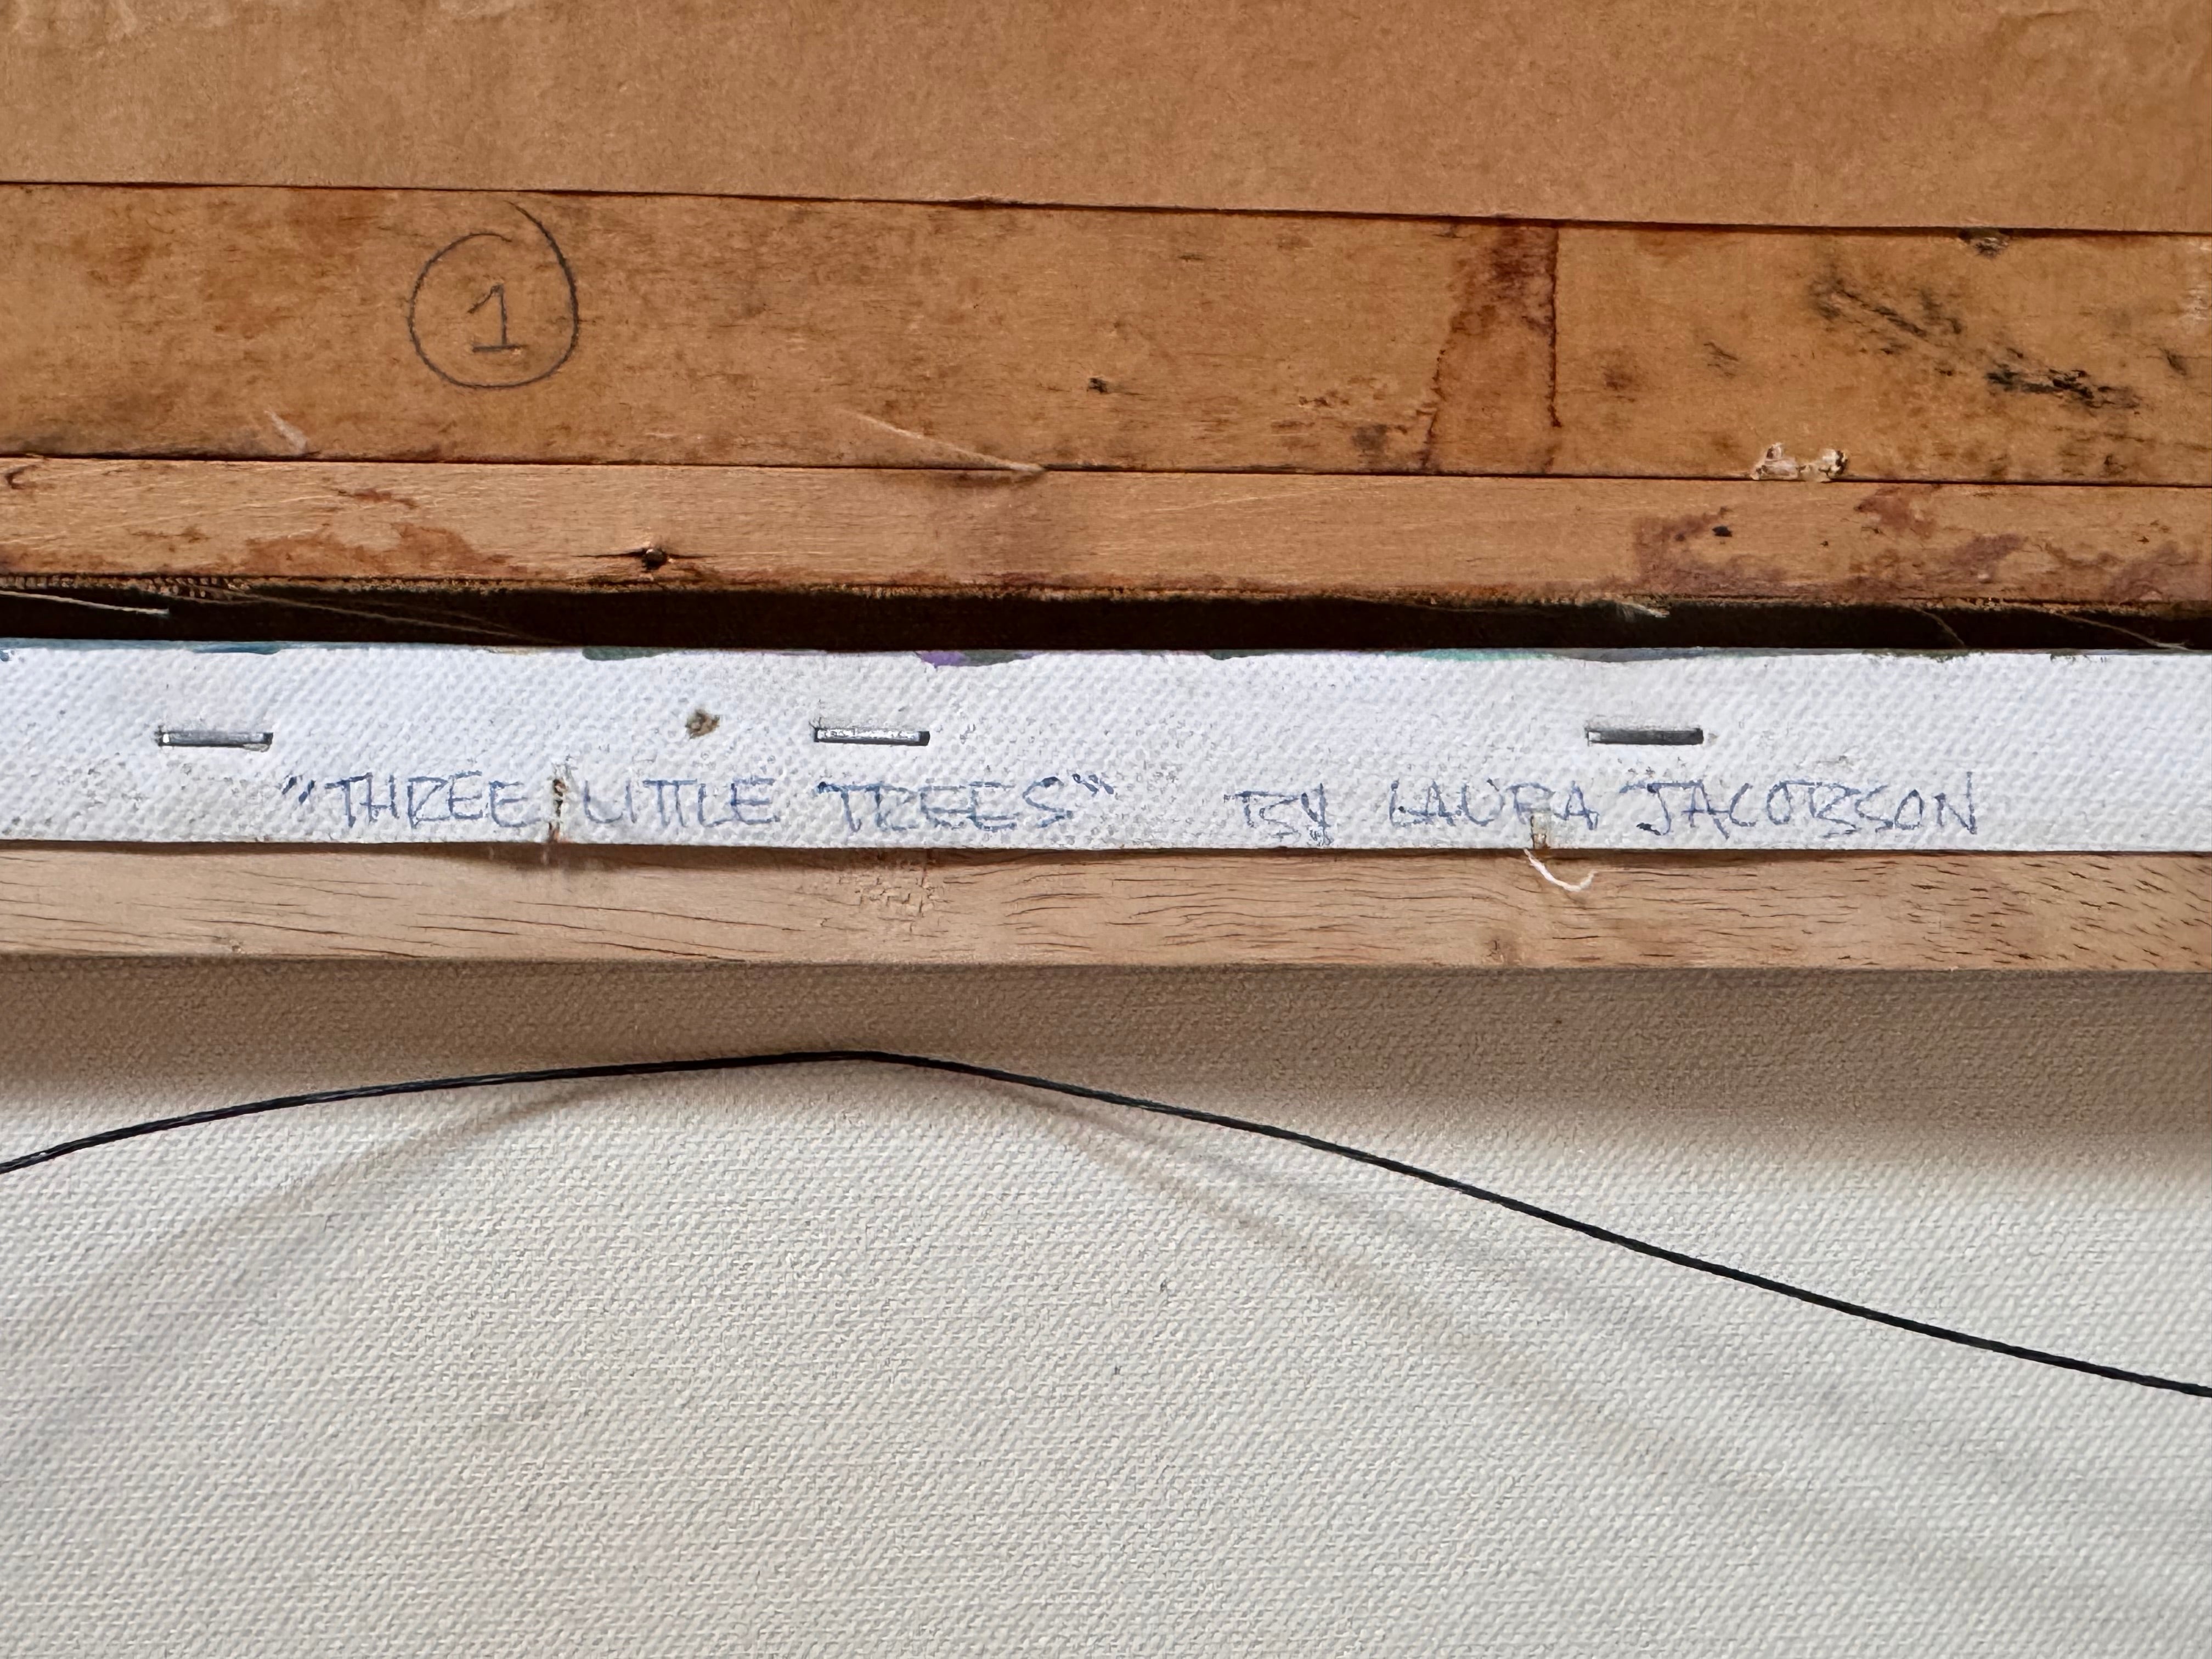 1
"THREE LITTLE TREES" BY LAURA JACOBSON